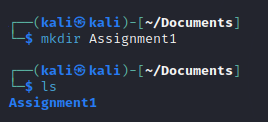 ┌──(kali㉿kali)-[~/Documents]
└─$ mkdir Assignment1
┌──(kali㉿kali)-[~/Documents]
└─$ ls
Assignment1